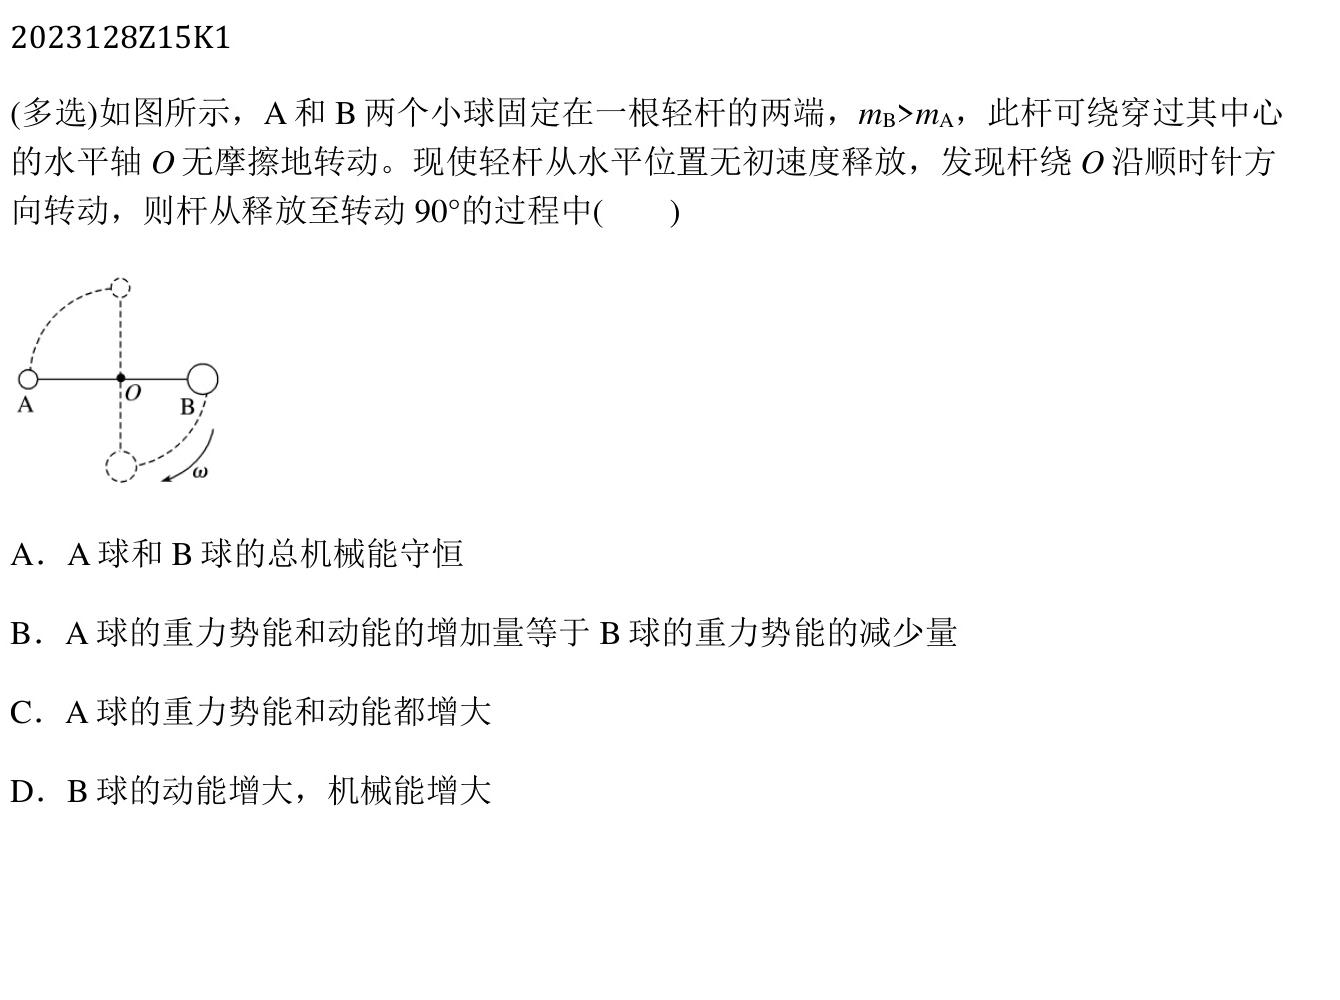 2023128Z15K1
(多选)如图所示，A 和 B 两个小球固定在一根轻杆的两端，mB>mA，此杆可绕穿过其中心
的水平轴 O 无摩擦地转动。现使轻杆从水平位置无初速度释放，发现杆绕 O 沿顺时针方
向转动，则杆从释放至转动 90°的过程中(　　)
A
O
B
ω
A．A 球和 B 球的总机械能守恒
B．A 球的重力势能和动能的增加量等于 B 球的重力势能的减少量
C．A 球的重力势能和动能都增大
D．B 球的动能增大，机械能增大